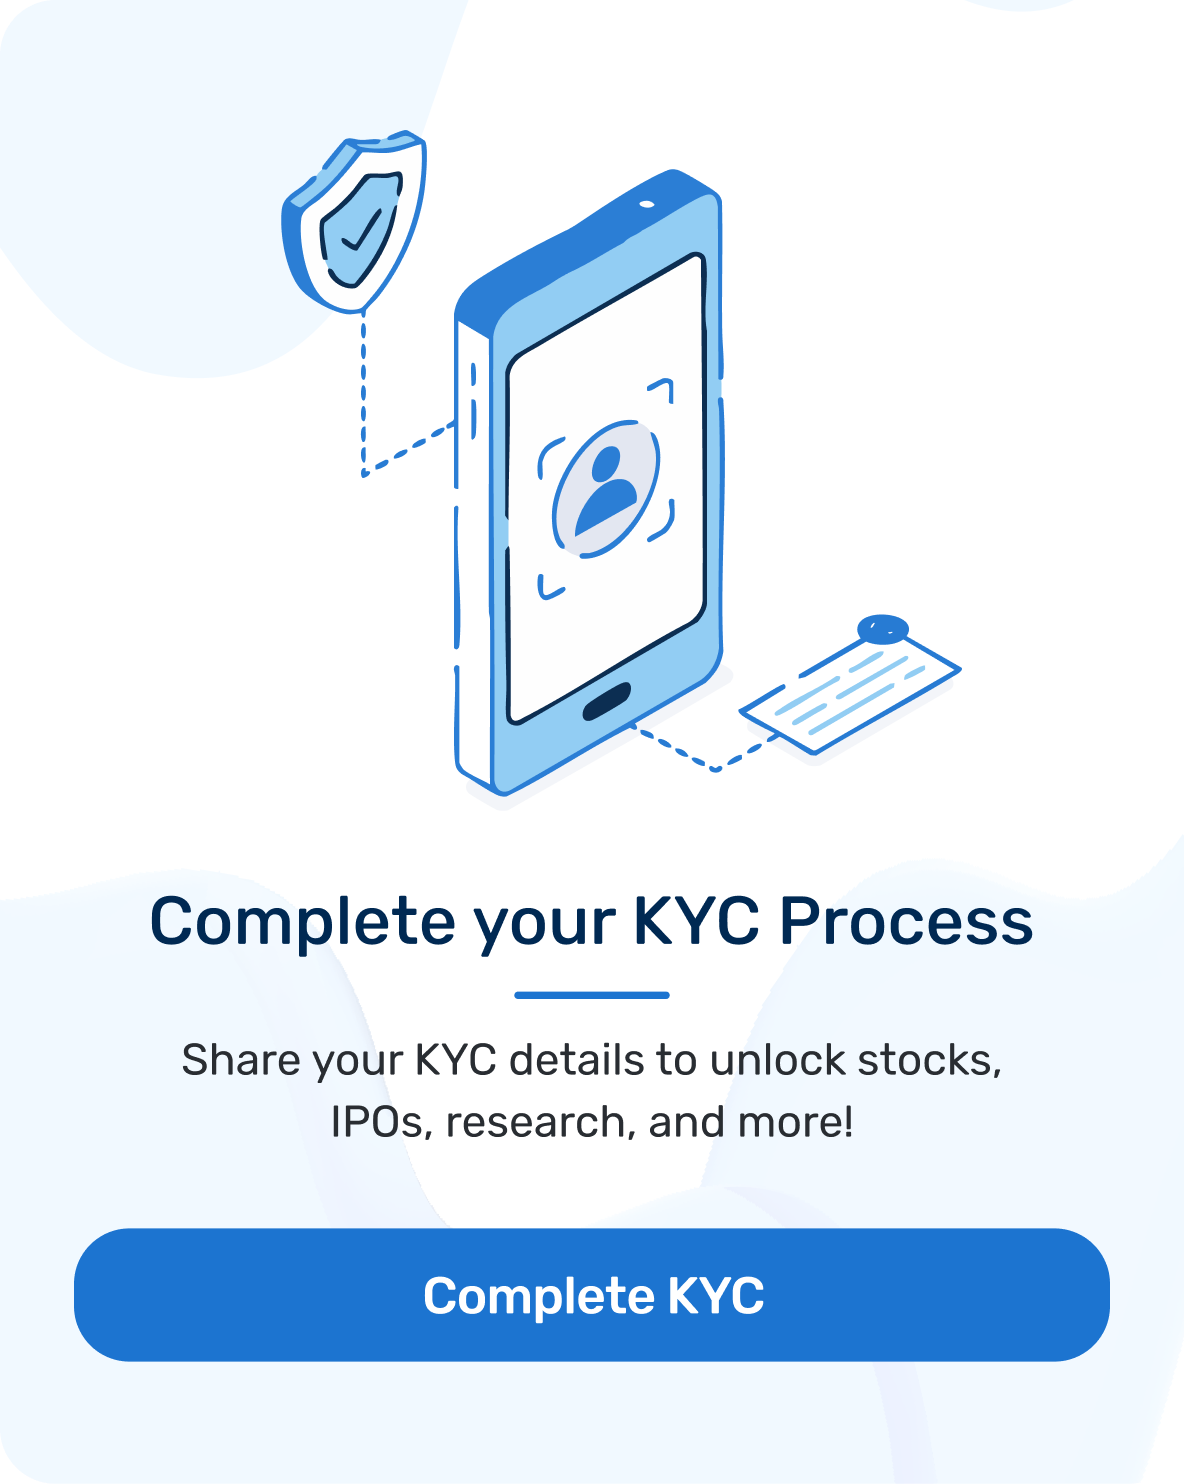 Complete your KYC Process
Share your KYC details to unlock stocks,
IPOs, research, and more!
Complete KYC